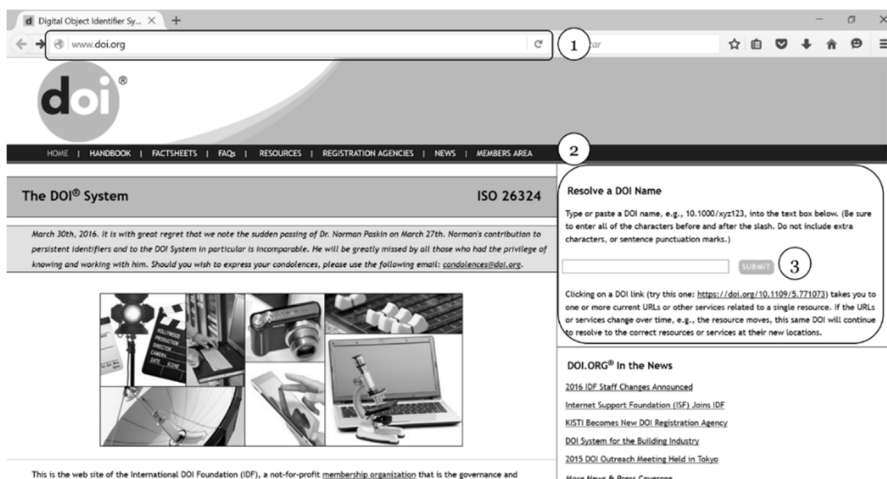 d Digital Object Identifier Sy... × +
www.doi.org
1
ar
doi®
HOME | HANDBOOK | FACTSHEETS | FAQs | RESOURCES | REGISTRATION AGENCIES | NEWS | MEMBERS AREA
2
The DOI® System ISO 26324
March 30th, 2016. It is with great regret that we note the sudden passing of Dr. Norman Paskin on March 27th. Norman's contribution to
persistent identifiers and to the DOI System in particular is incomparable. He will be greatly missed by all those who had the privilege of
knowing and working with him. Should you wish to express your condolences, please use the following email: condolences@doi.org.
HOLLYWOOD
PRODUCTION
DIRECTOR
CAMERA
DATE SCENE
This is the web site of the International DOI Foundation (IDF), a not-for-profit membership organization that is the governance and
Resolve a DOI Name
Type or paste a DOI name, e.g., 10.1000/xyz123, into the text box below. (Be sure
to enter all of the characters before and after the slash. Do not include extra
characters, or sentence punctuation marks.)
SUBMIT
3
Clicking on a DOI link (try this one: https://doi.org/10.1109/5.771073) takes you to
one or more current URLs or other services related to a single resource. If the URLs
or services change over time, e.g., the resource moves, this same DOI will continue
to resolve to the correct resources or services at their new locations.
DOI.ORG® in the News
2016 IDF Staff Changes Announced
Internet Support Foundation (ISF) Joins IDF
KISTI Becomes New DOI Registration Agency
DOI System for the Building Industry
2015 DOI Outreach Meeting Held in Tokyo
More News & Press Coverage